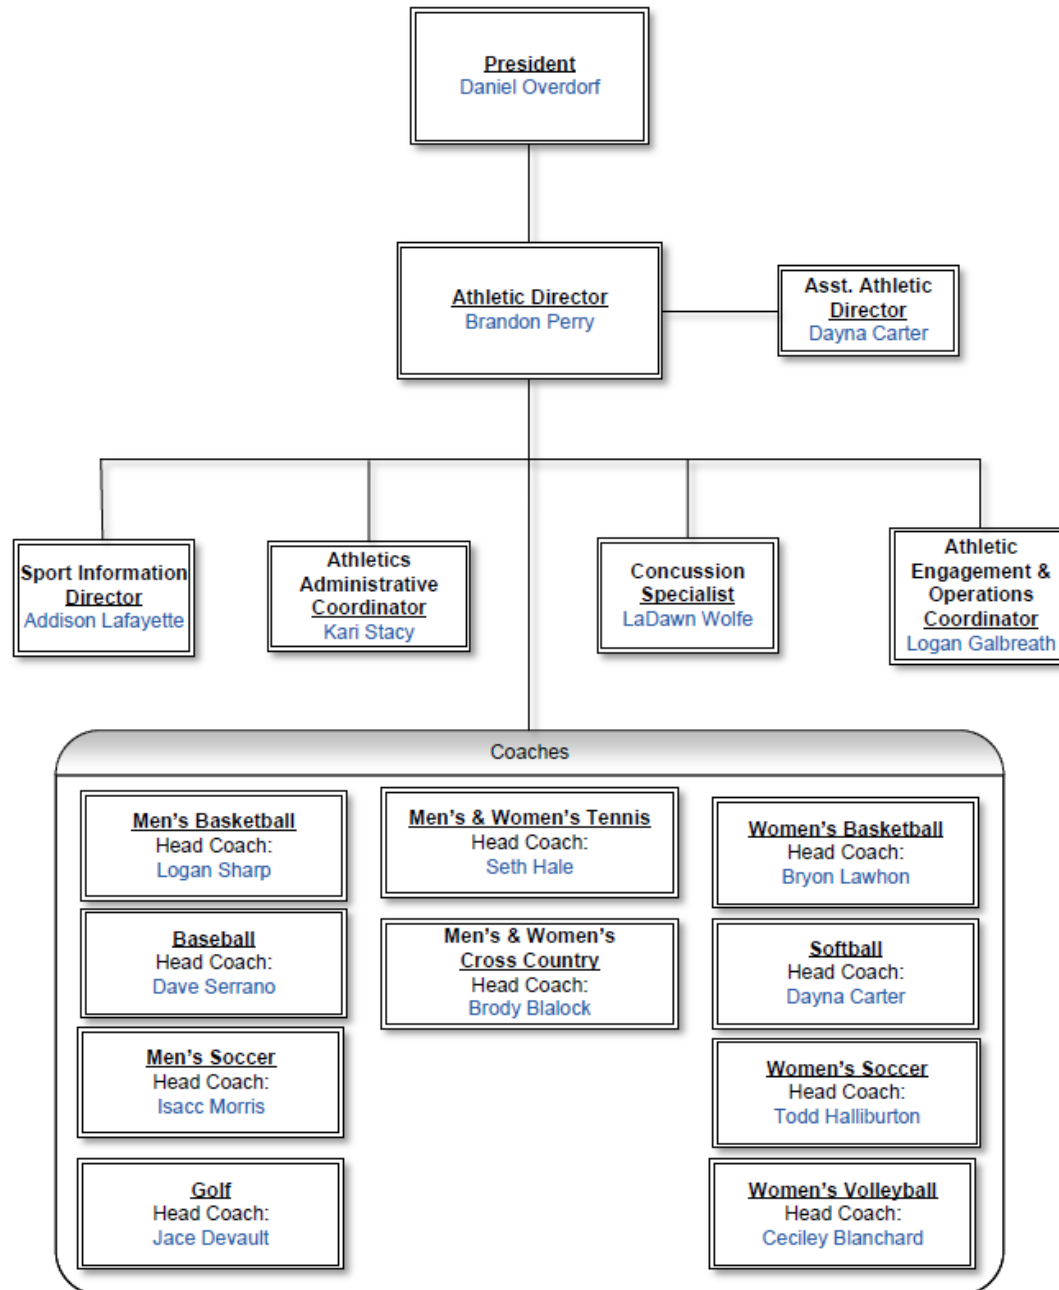 President
Daniel Overdorf
Athletic Director
Brandon Perry
Asst. Athletic
Director
Dayna Carter
Sport Information
Director
Addison Lafayette
Athletics
Administrative
Coordinator
Kari Stacy
Concussion
Specialist
LaDawn Wolfe
Athletic
Engagement &
Operations
Coordinator
Logan Galbreath
Coaches
Men's Basketball
Head Coach:
Logan Sharp
Baseball
Head Coach:
Dave Serrano
Men's Soccer
Head Coach:
Isacc Morris
Golf
Head Coach:
Jace Devault
Men's & Women's Tennis
Head Coach:
Seth Hale
Men's & Women's
Cross Country
Head Coach:
Brody Blalock
Women's Basketball
Head Coach:
Bryon Lawhon
Softball
Head Coach:
Dayna Carter
Women's Soccer
Head Coach:
Todd Halliburton
Women's Volleyball
Head Coach:
Ceciley Blanchard